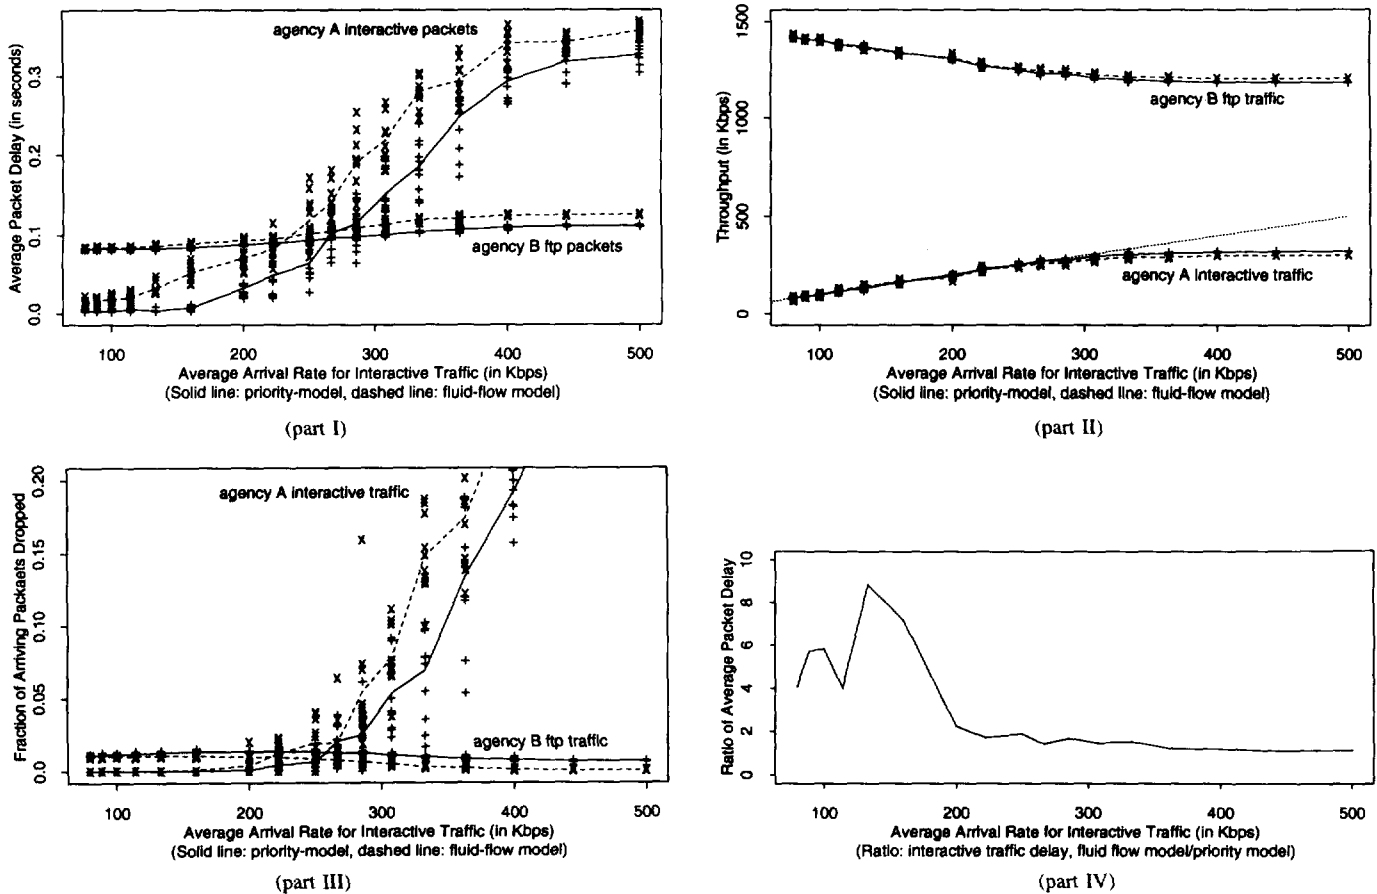 agency A interactive packets
agency B ftp packets
Average Packet Delay (in seconds)
0.0
0.1
0.2
0.3
100
200
300
400
500
Average Arrival Rate for Interactive Traffic (in Kbps)
(Solid line: priority-model, dashed line: fluid-flow model)
(part I)
agency B ftp traffic
agency A interactive traffic
Throughput (in Kbps)
0
500
1000
1500
100
200
300
400
500
Average Arrival Rate for Interactive Traffic (in Kbps)
(Solid line: priority-model, dashed line: fluid-flow model)
(part II)
agency A interactive traffic
agency B ftp traffic
Fraction of Arriving Packaets Dropped
0.0
0.05
0.10
0.15
0.20
100
200
300
400
500
Average Arrival Rate for Interactive Traffic (in Kbps)
(Solid line: priority-model, dashed line: fluid-flow model)
(part III)
Ratio of Average Packet Delay
0
2
4
6
8
10
100
200
300
400
500
Average Arrival Rate for Interactive Traffic (in Kbps)
(Ratio: interactive traffic delay, fluid flow model/priority model)
(part IV)